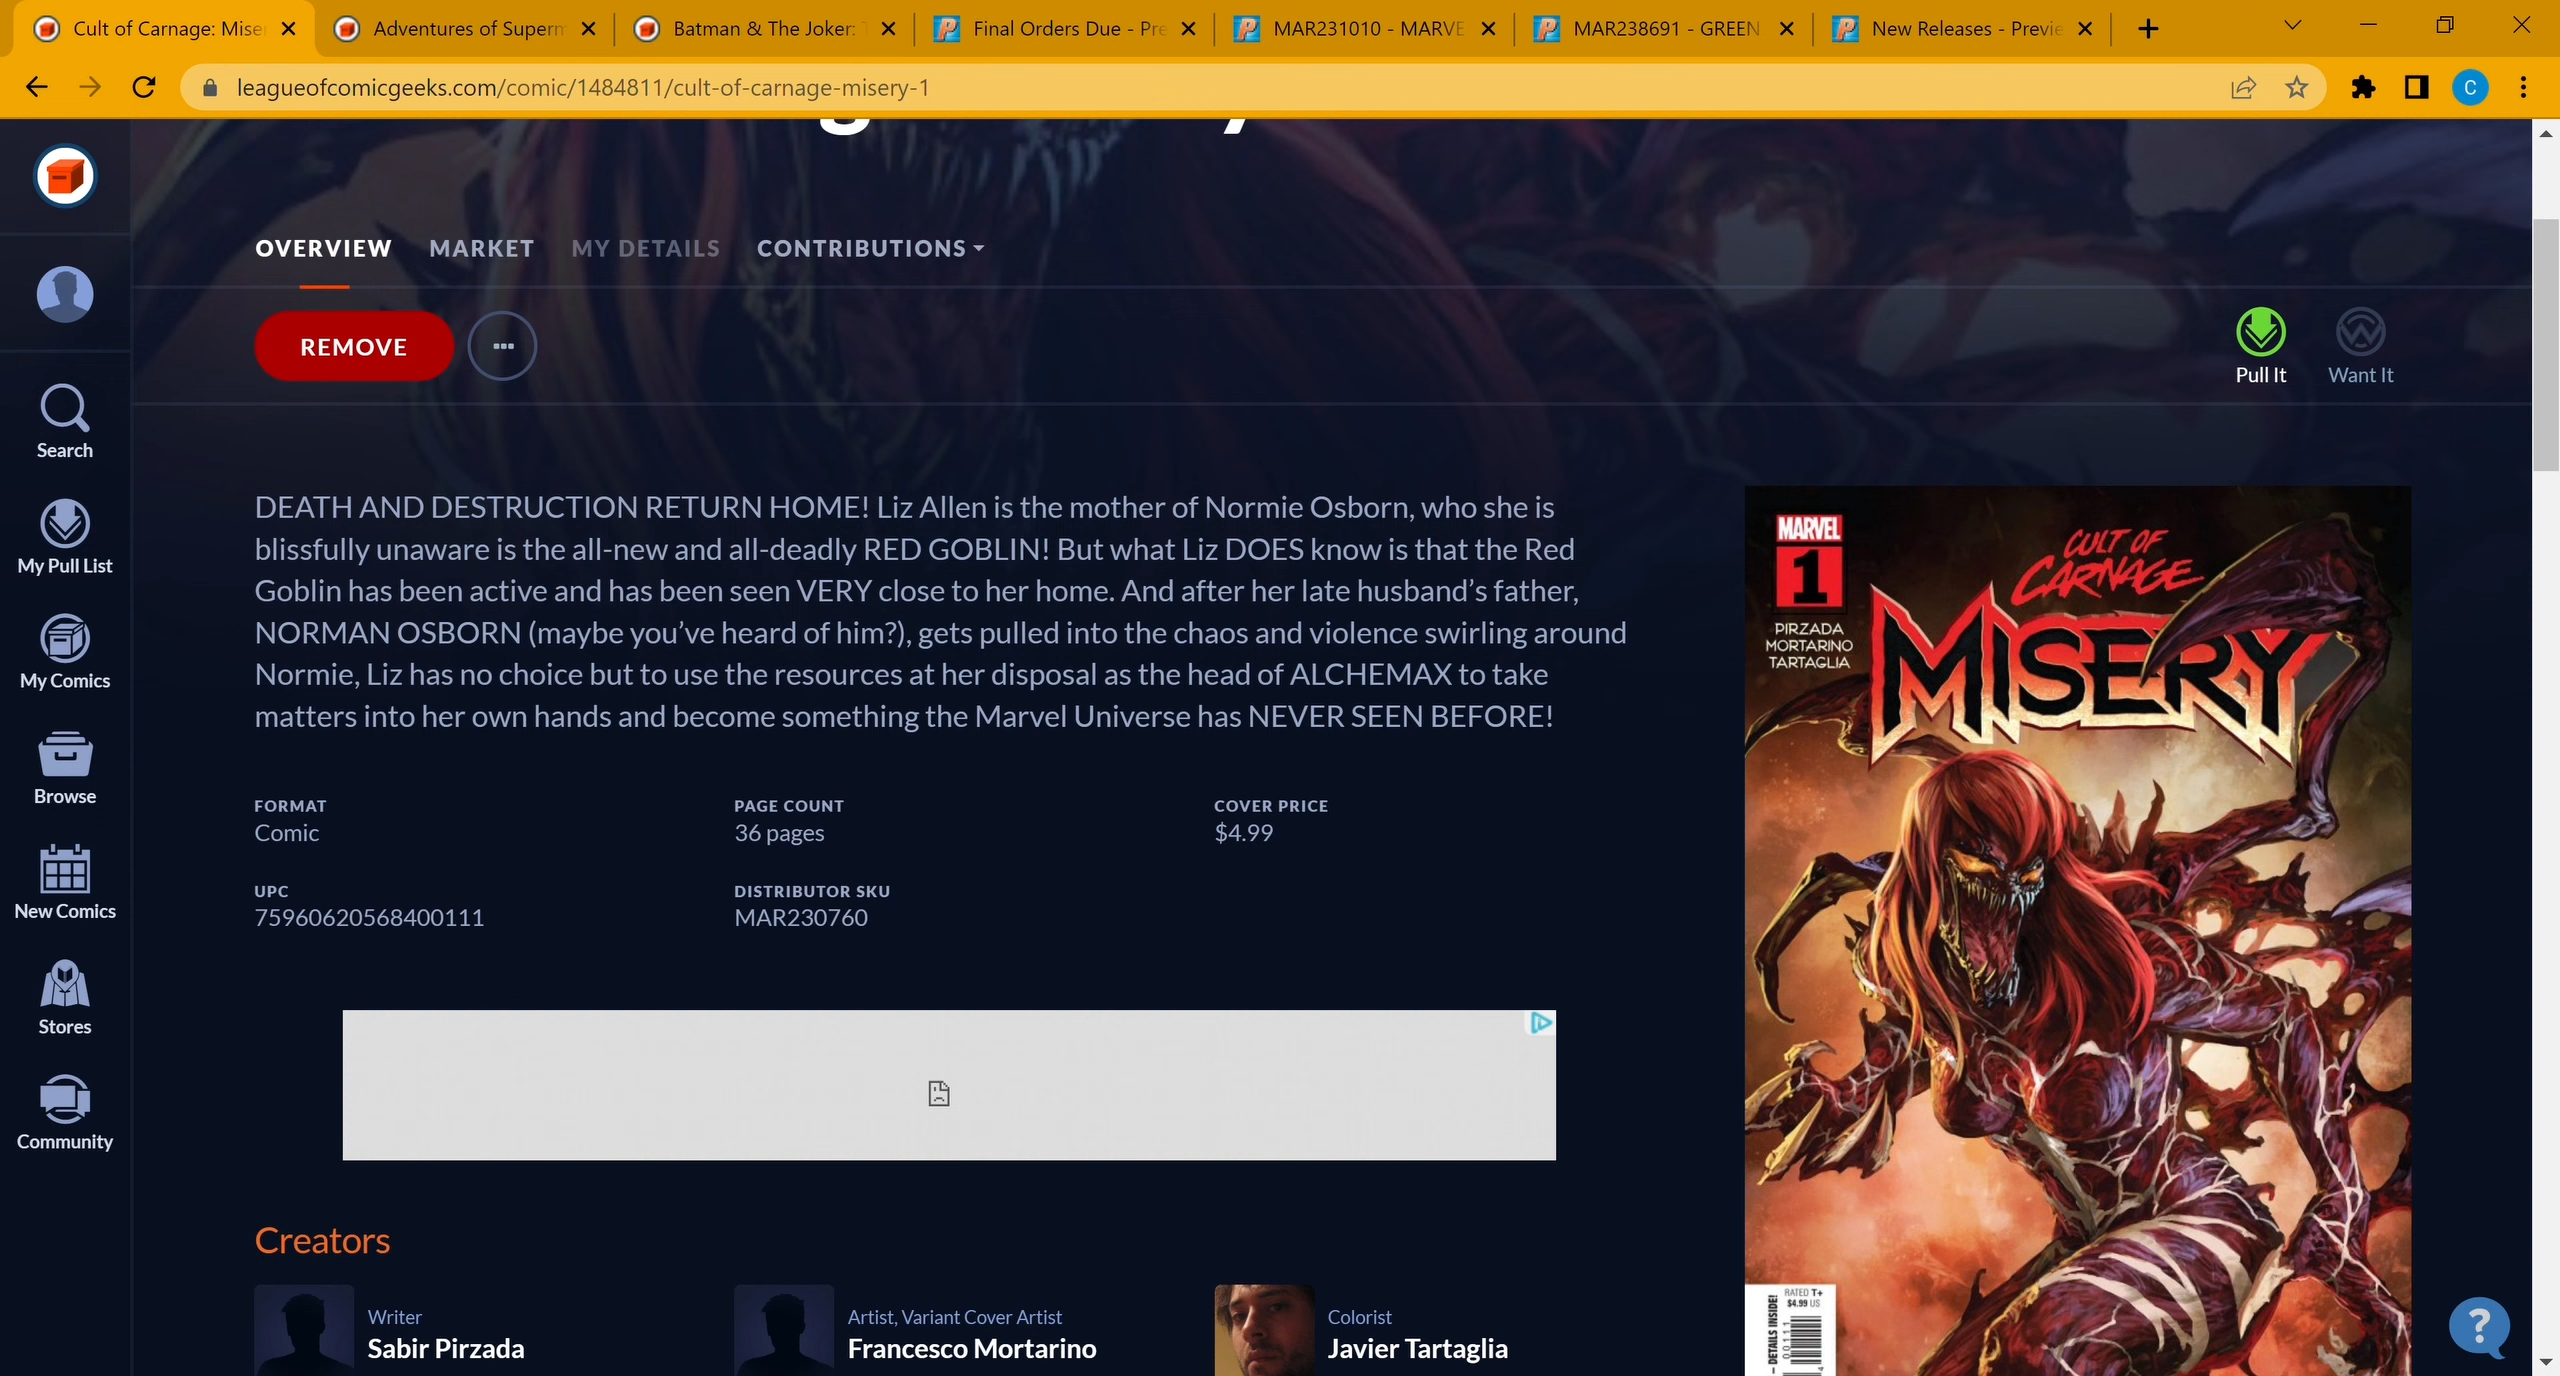 Cult of Carnage: Mise
Adventures of Super
Batman & The Joker:
Final Orders Due - Pre
MAR231010 - MARVE
MAR238691 - GREEN
New Releases - Previe
leagueofcomicgeeks.com/comic/1484811/cult-of-carnage-misery-1
C
OVERVIEW
MARKET
MY DETAILS
CONTRIBUTIONS
REMOVE
Pull It
Want It
Search
My Pull List
My Comics
Browse
New Comics
Stores
Community
DEATH AND DESTRUCTION RETURN HOME! Liz Allen is the mother of Normie Osborn, who she is
blissfully unaware is the all-new and all-deadly RED GOBLIN! But what Liz DOES know is that the Red
Goblin has been active and has been seen VERY close to her home. And after her late husband’s father,
NORMAN OSBORN (maybe you’ve heard of him?), gets pulled into the chaos and violence swirling around
Normie, Liz has no choice but to use the resources at her disposal as the head of ALCHEMAX to take
matters into her own hands and become something the Marvel Universe has NEVER SEEN BEFORE!
FORMAT
Comic
PAGE COUNT
36 pages
COVER PRICE
$4.99
UPC
75960620568400111
DISTRIBUTOR SKU
MAR230760
Creators
Writer
Sabir Pirzada
Artist, Variant Cover Artist
Francesco Mortarino
Colorist
Javier Tartaglia
MARVEL
1
PIRZADA
MORTARINO
TARTAGLIA
CULT OF
CARNAGE
MISERY
RATED T+
$4.99 US
DETAILS INSIDE!
00111
?